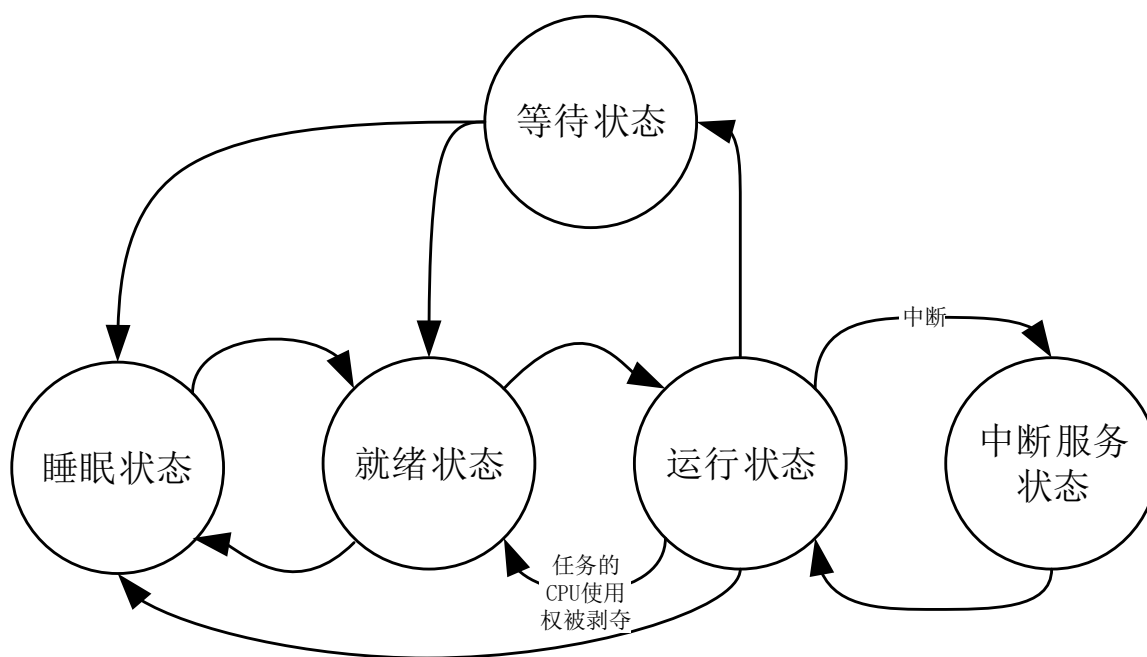 等待状态
中断
睡眠状态
就绪状态
运行状态
中断服务
状态
任务的
CPU使用
权被剥夺